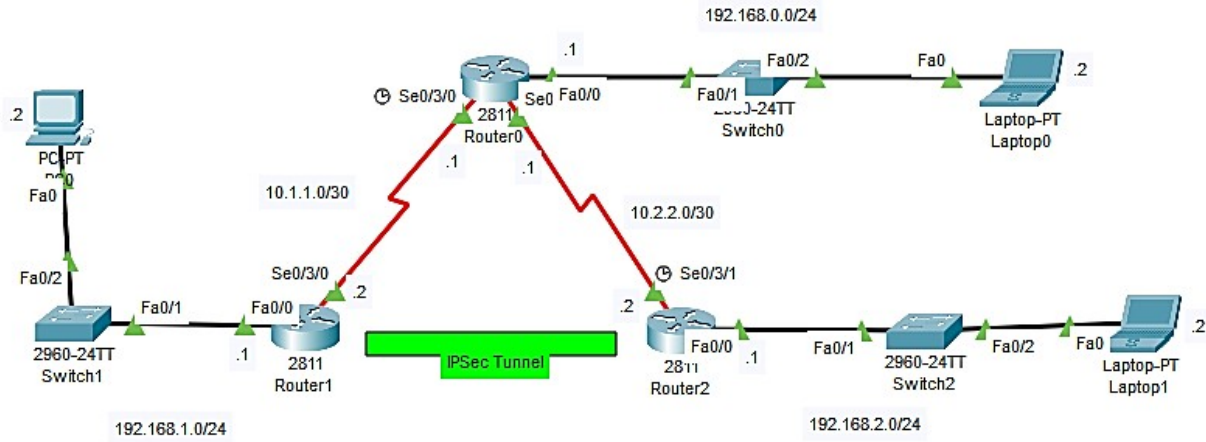 192.168.0.0/24
.1
Fa0/2
Fa0
.2
Se0/3/0
Fa0/0
Fa0/1
2811
Router0
Switch0
Laptop-PT
Laptop0
.2
PC-PT
Fa0
.1
.1
10.1.1.0/30
10.2.2.0/30
Fa0/2
Se0/3/0
.2
Se0/3/1
.2
Fa0/1
Fa0/0
.1
2960-24TT
Switch1
2811
Router1
IPSec Tunnel
Fa0/0
.1
2811
Router2
Fa0/1
2960-24TT
Switch2
Fa0/2
Fa0
.2
Laptop-PT
Laptop1
192.168.1.0/24
192.168.2.0/24